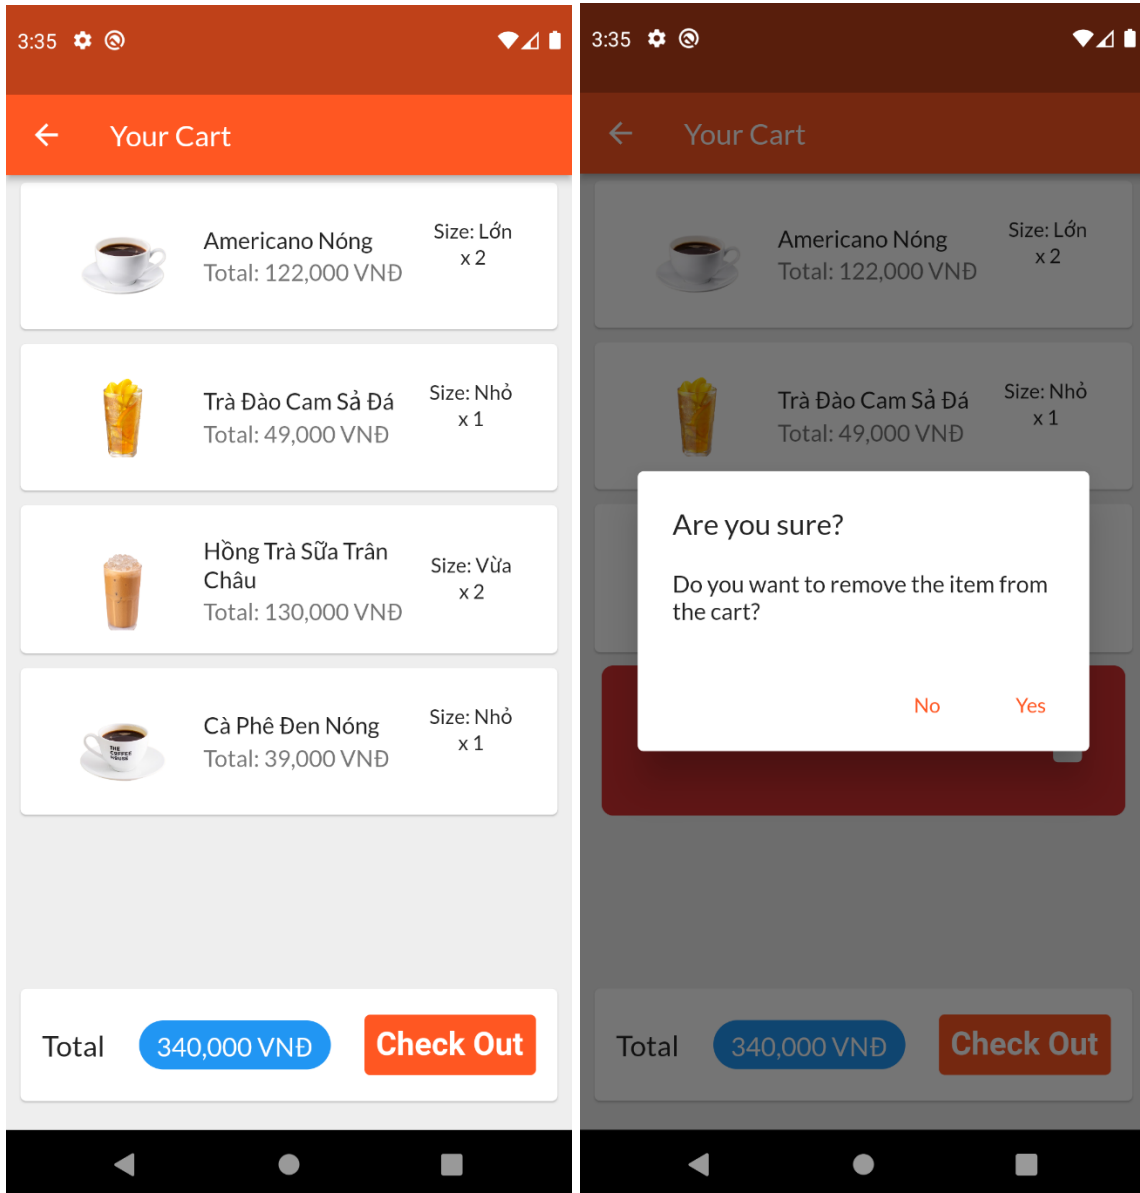 3:35
Your Cart
Americano Nóng
Total: 122,000 VNĐ
Size: Lớn
x 2
Trà Đào Cam Sả Đá
Total: 49,000 VNĐ
Size: Nhỏ
x 1
Hồng Trà Sữa Trân
Châu
Total: 130,000 VNĐ
Size: Vừa
x 2
THE
COFFEE
HOUSE
Cà Phê Đen Nóng
Total: 39,000 VNĐ
Size: Nhỏ
x 1
Total
340,000 VNĐ
Check Out
3:35
Your Cart
Americano Nóng
Total: 122,000 VNĐ
Size: Lớn
x 2
Trà Đào Cam Sả Đá
Total: 49,000 VNĐ
Size: Nhỏ
x 1
Are you sure?
Do you want to remove the item from
the cart?
No
Yes
Total
340,000 VNĐ
Check Out